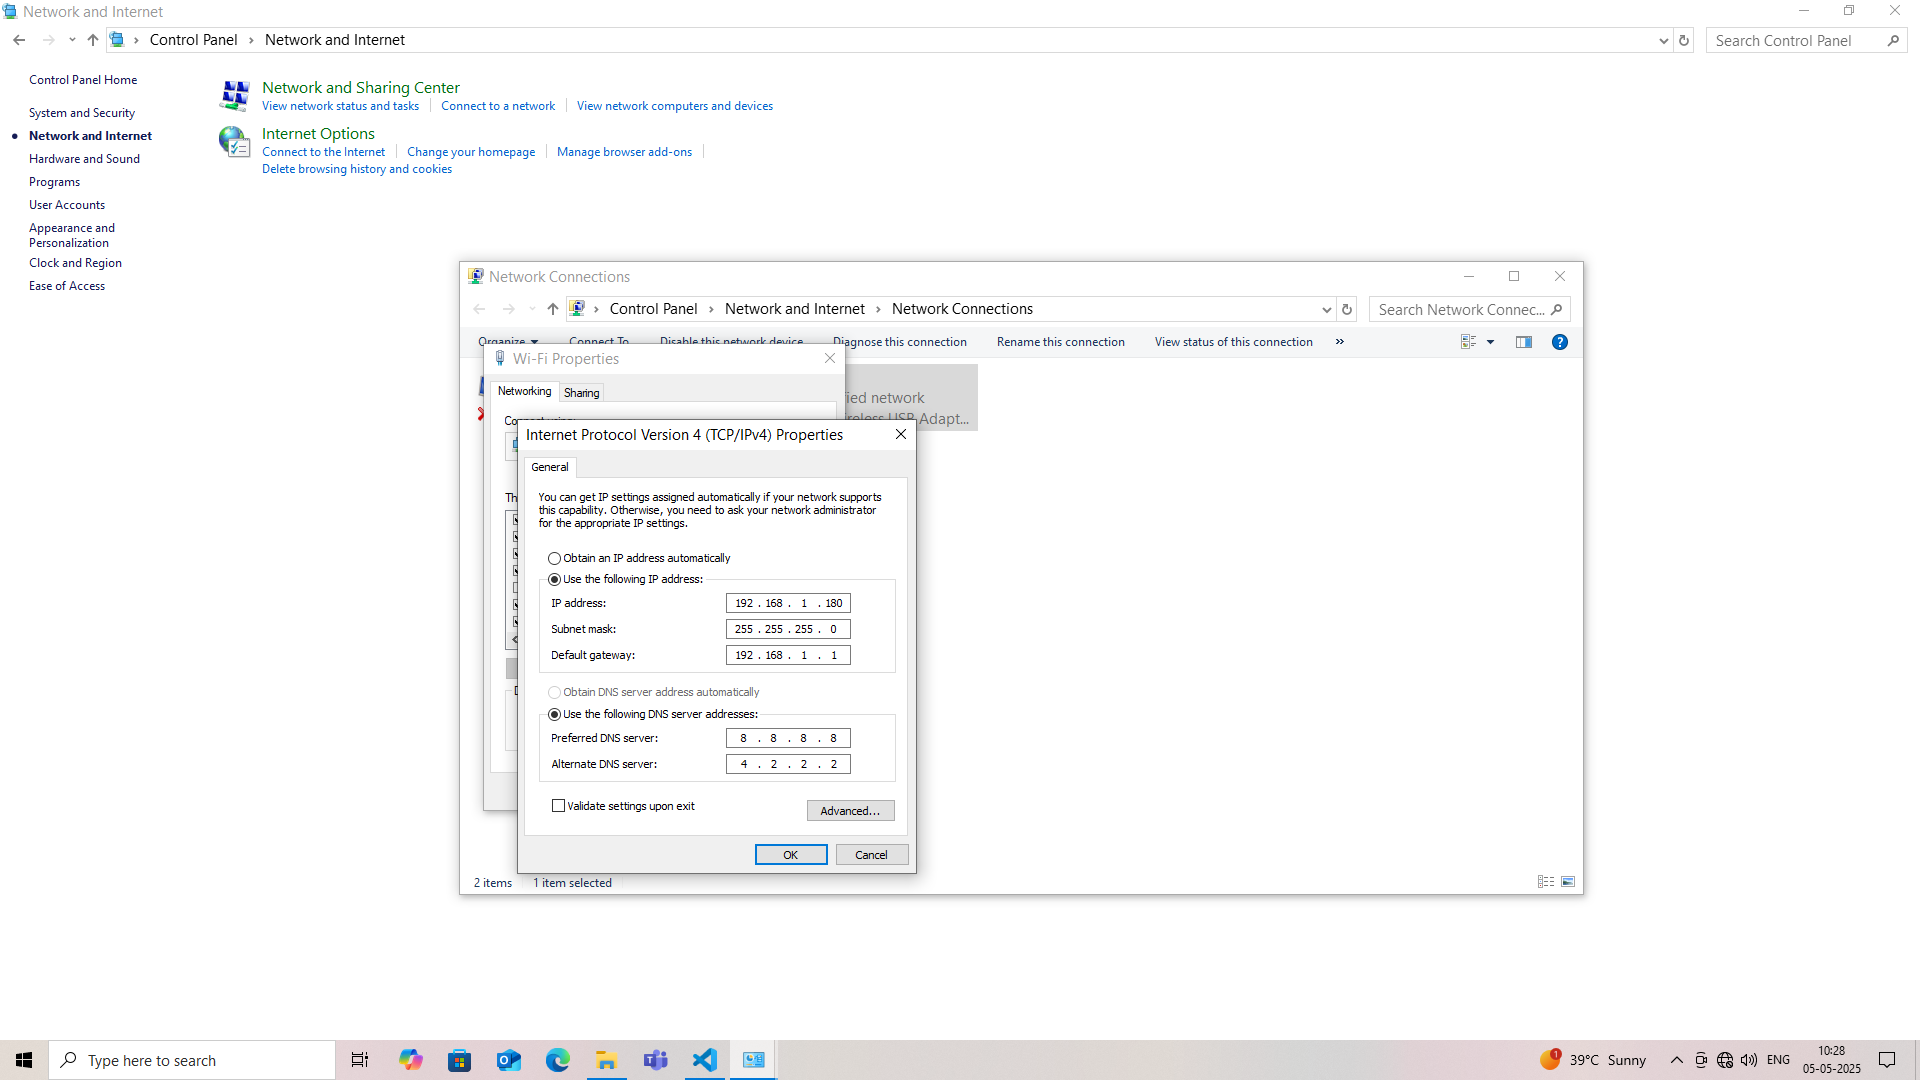 Network and Internet
Control Panel > Network and Internet
Search Control Panel
Control Panel Home
System and Security
Network and Internet
Hardware and Sound
Programs
User Accounts
Appearance and
Personalization
Clock and Region
Ease of Access
Network and Sharing Center
View network status and tasks
Connect to a network
View network computers and devices
Internet Options
Connect to the Internet
Change your homepage
Manage browser add-ons
Delete browsing history and cookies
Network Connections
Control Panel > Network and Internet > Network Connections
Search Network Connec...
Organize
Connect To
Disable this network device
Diagnose this connection
Rename this connection
View status of this connection
»
Wi-Fi Properties
Networking
Sharing
network
USB Adapt...
Internet Protocol Version 4 (TCP/IPv4) Properties
General
You can get IP settings assigned automatically if your network supports
this capability. Otherwise, you need to ask your network administrator
for the appropriate IP settings.
Obtain an IP address automatically
Use the following IP address:
IP address: 192 . 168 . 1 . 180
Subnet mask: 255 . 255 . 255 . 0
Default gateway: 192 . 168 . 1 . 1
Obtain DNS server address automatically
Use the following DNS server addresses:
Preferred DNS server: 8 . 8 . 8 . 8
Alternate DNS server: 4 . 2 . 2 . 2
Validate settings upon exit
Advanced...
OK
Cancel
2 items
1 item selected
Type here to search
1
39°C Sunny
ENG
10:28
05-05-2025